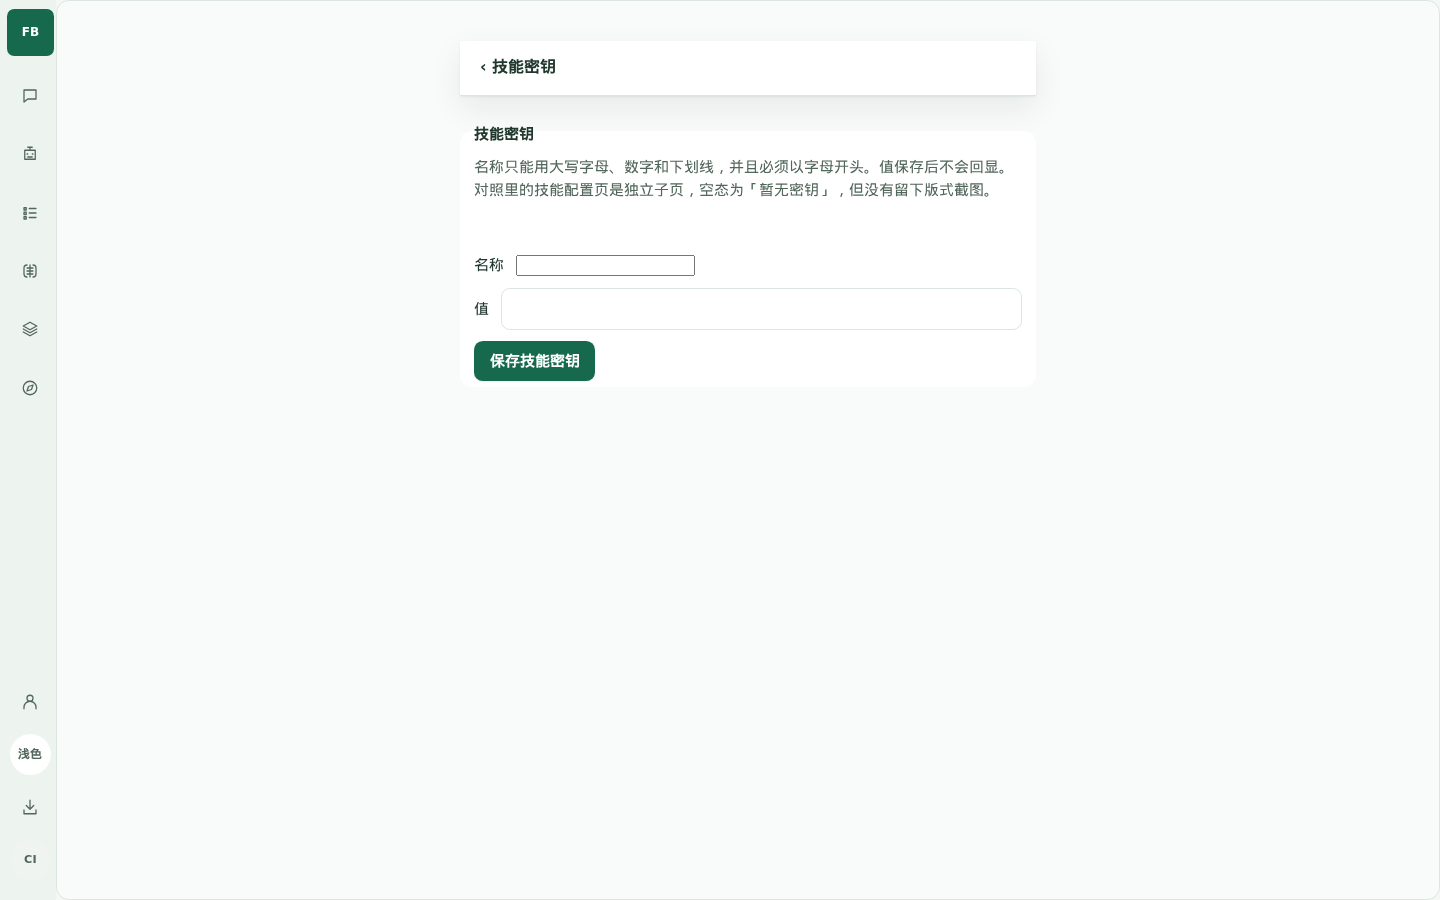 FB
‹ 技能密钥
技能密钥
名称只能用大写字母、数字和下划线，并且必须以字母开头。值保存后不会回显。
对照里的技能配置页是独立子页，空态为「暂无密钥」，但没有留下版式截图。
名称
值
保存技能密钥
浅色
CI